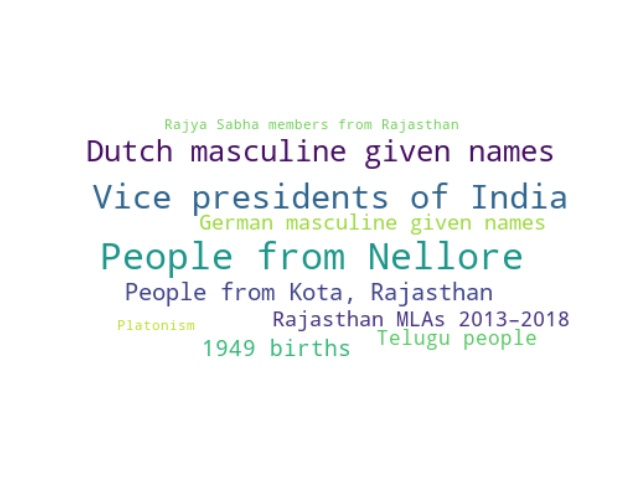 Rajya Sabha members from Rajasthan
Dutch masculine given names
Vice presidents of India
German masculine given names
People from Nellore
People from Kota, Rajasthan
Rajasthan MLAs 2013–2018
Platonism
Telugu people
1949 births